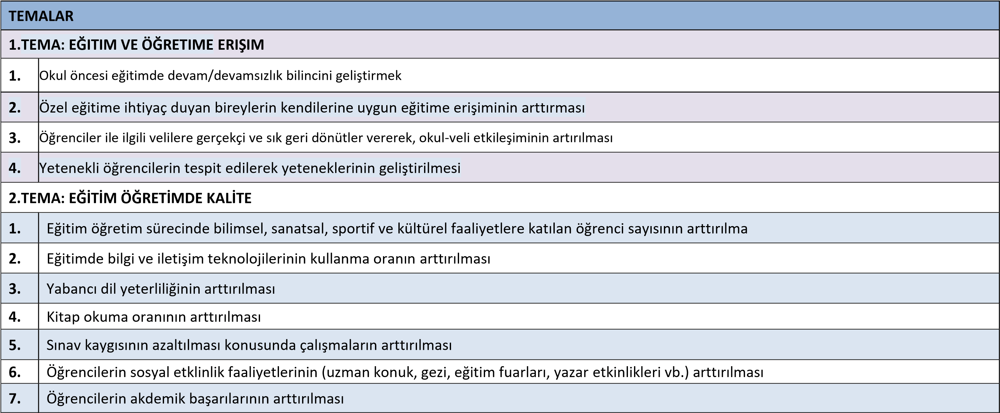 TEMALAR
1.TEMA: EĞITIM VE ÖĞRETIME ERIŞIM
1. Okul öncesi eğitimde devam/devamsızlık bilincini geliştirmek
2. Özel eğitime ihtiyaç duyan bireylerin kendilerine uygun eğitime erişiminin arttırması
3. Öğrenciler ile ilgili velilere gerçekçi ve sık geri dönütler vererek, okul-veli etkileşiminin artırılması
4. Yetenekli öğrencilerin tespit edilerek yeteneklerinin geliştirilmesi
2.TEMA: EĞİTİM ÖĞRETİMDE KALİTE
1. Eğitim öğretim sürecinde bilimsel, sanatsal, sportif ve kültürel faaliyetlere katılan öğrenci sayısının arttırılma
2. Eğitimde bilgi ve iletişim teknolojilerinin kullanma oranın arttırılması
3. Yabancı dil yeterliliğinin arttırılması
4. Kitap okuma oranının arttırılması
5. Sınav kaygısının azaltılması konusunda çalışmaların arttırılması
6. Öğrencilerin sosyal etklinlik faaliyetlerinin (uzman konuk, gezi, eğitim fuarları, yazar etkinlikleri vb.) arttırılması
7. Öğrencilerin akdemik başarılarının arttırılması